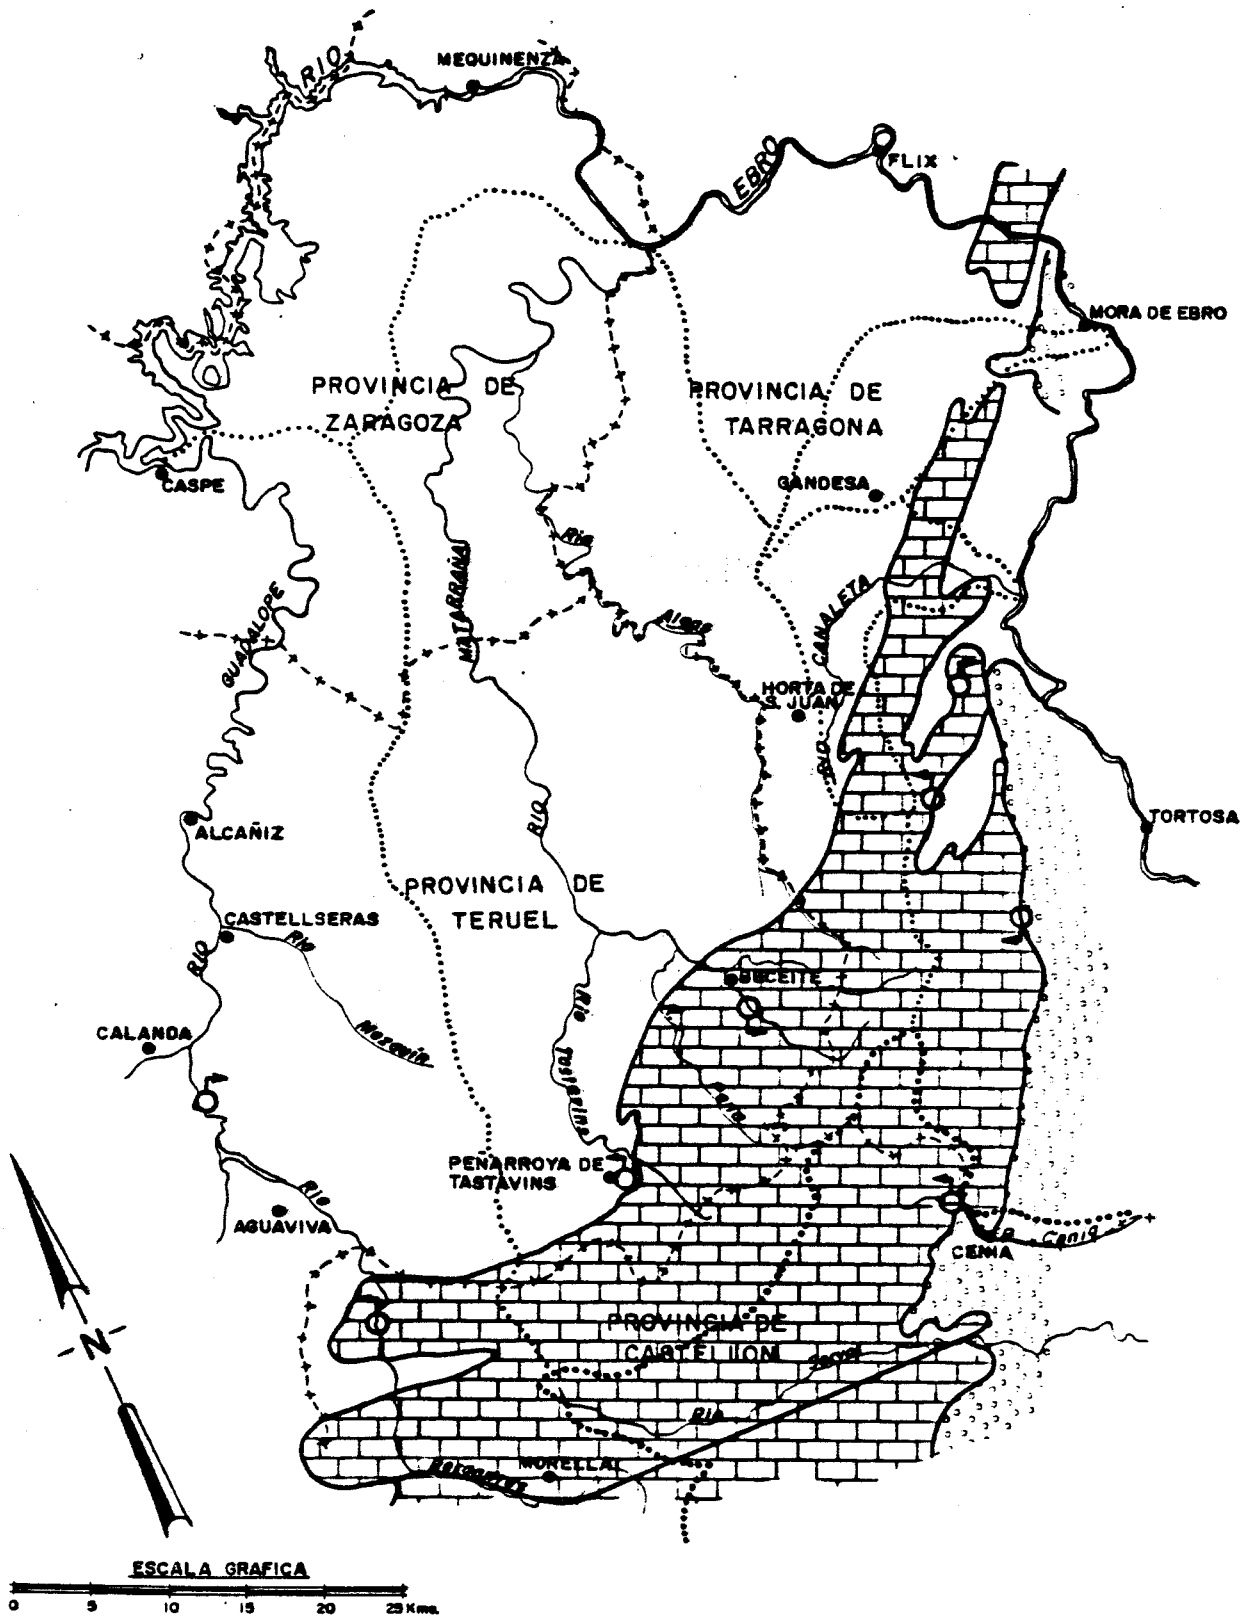 RIO
MEQUINENZA
EBRO
FLIX
MORA DE EBRO
PROVINCIA DE
ZARAGOZA
PROVINCIA DE
TARRAGONA
CASPE
GANDESA
Rio
MATARRAÑA
CANALETA
GUADALOPE
Algas
HORTA DE
S. JUAN
RIO
RIO
ALCAÑIZ
TORTOSA
PROVINCIA DE
TERUEL
CASTELLSERAS
Rio
RIO
BECEITE
Rio
CALANDA
Mezquin
Tastavins
Pena
PEÑARROYA DE
TASTAVINS
RIO
AGUAVIVA
Cenia
CENIA
N
PROVINCIA DE
CASTELLON
Rio
MORELLA
Bergantes
ESCALA GRAFICA
0 5 10 15 20 25 Kms.